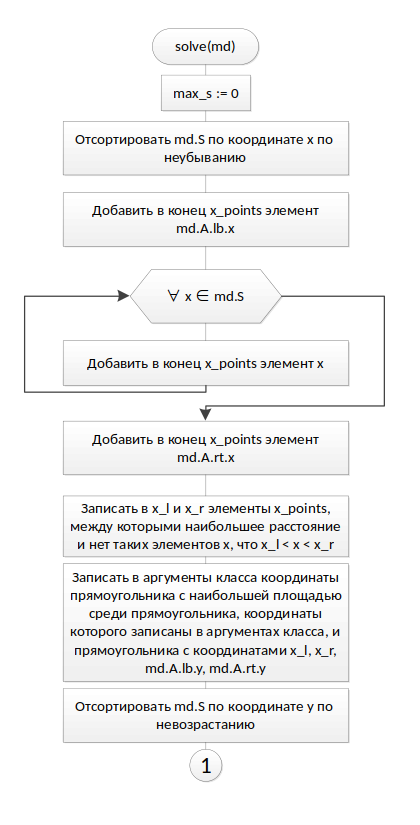 solve(md)
max_s := 0
Отсортировать md.S по координате x по
неубыванию
Добавить в конец x_points элемент
md.A.lb.x
∀ x ∈ md.S
Добавить в конец x_points элемент x
Добавить в конец x_points элемент
md.A.rt.x
Записать в x_l и x_r элементы x_points,
между которыми наибольшее расстояние
и нет таких элементов x, что x_l < x < x_r
Записать в аргументы класса координаты
прямоугольника с наибольшей площадью
среди прямоугольника, координаты
которого записаны в аргументах класса, и
прямоугольника с координатами x_l, x_r,
md.A.lb.y, md.A.rt.y
Отсортировать md.S по координате y по
невозрастанию
1